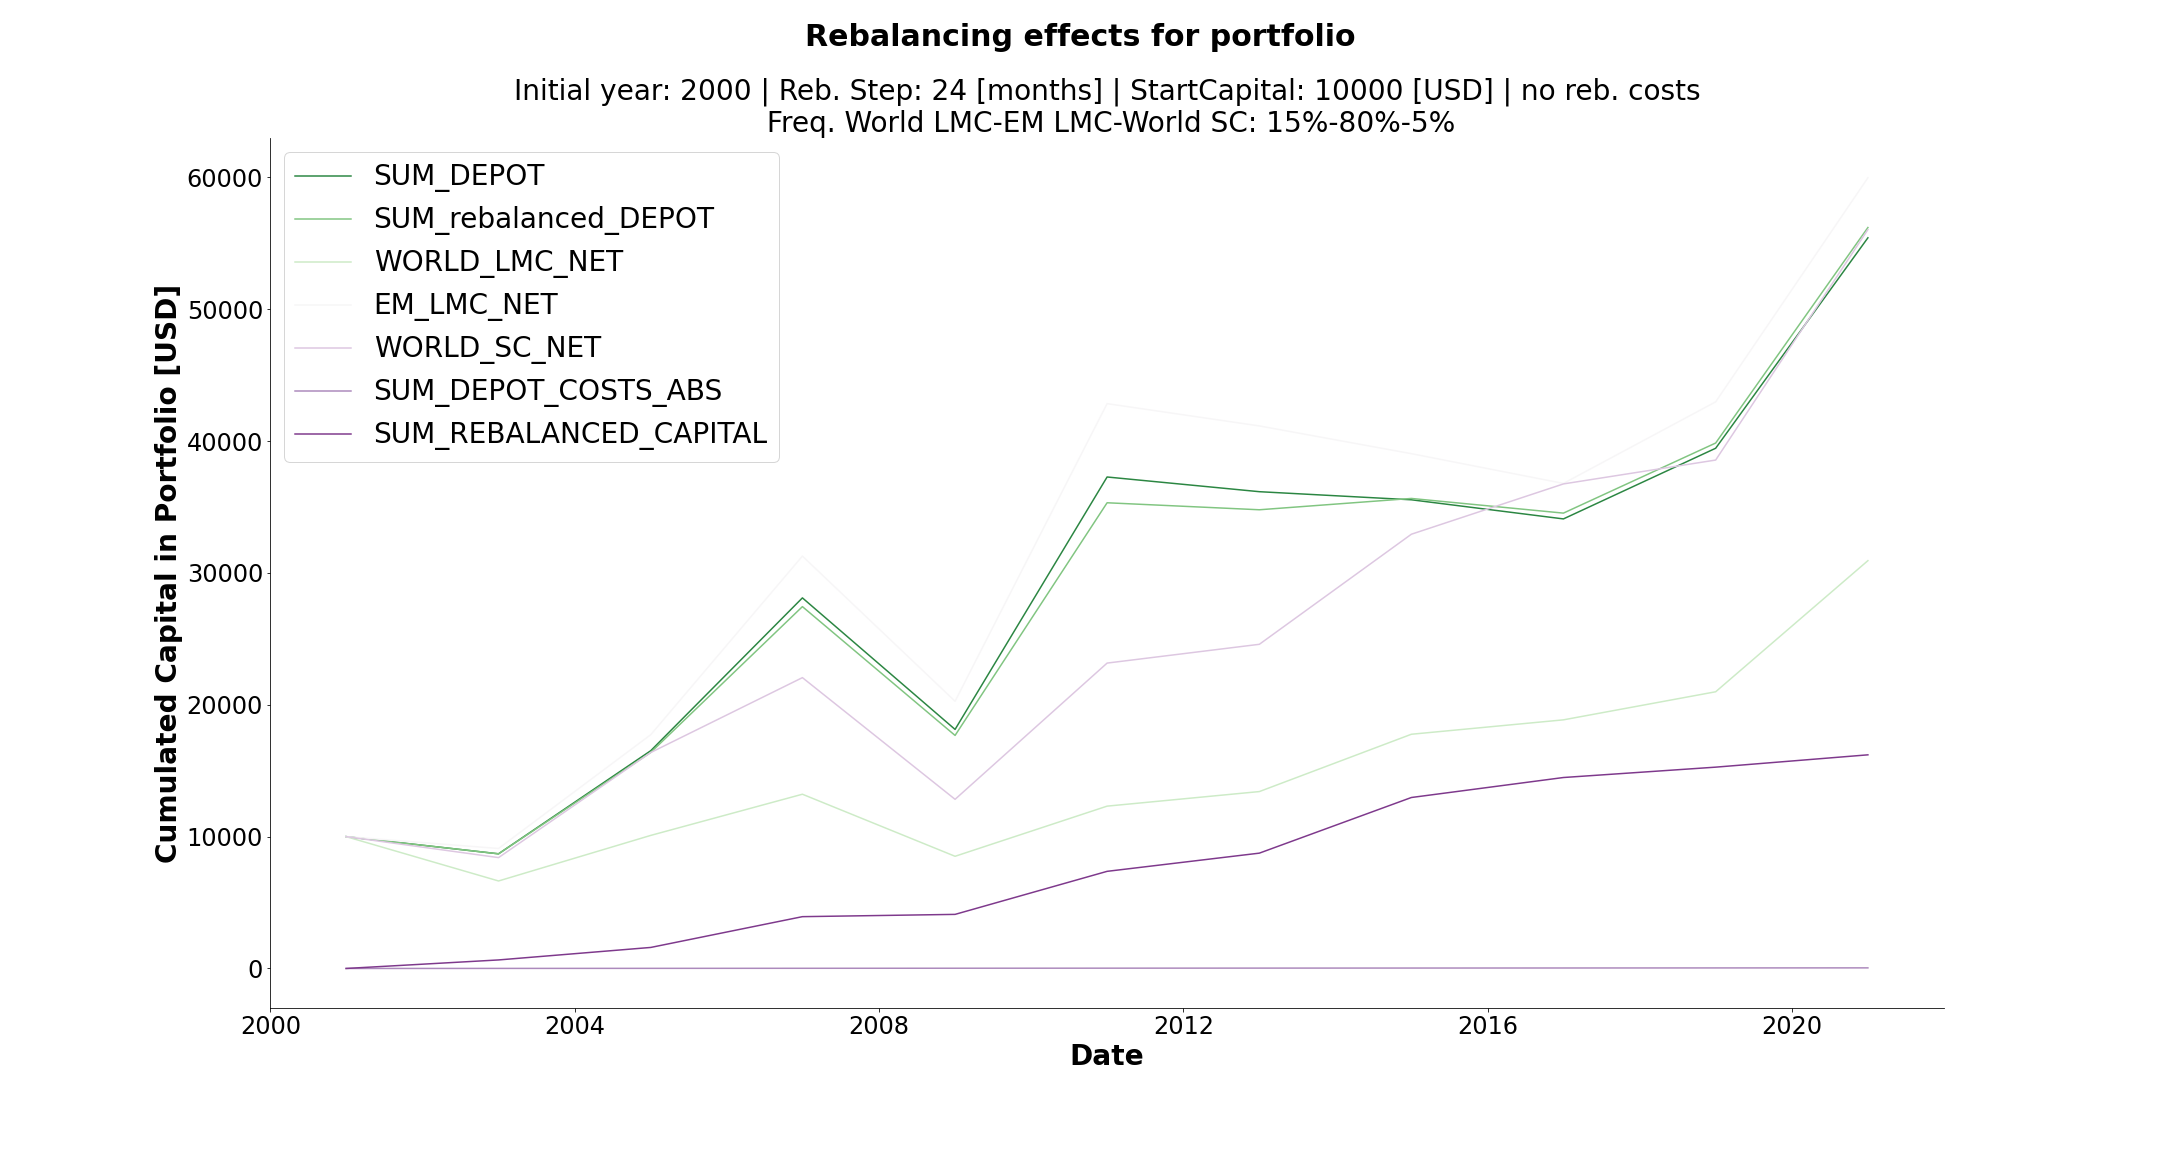 Rebalancing effects for portfolio
Initial year: 2000 | Reb. Step: 24 [months] | StartCapital: 10000 [USD] | no reb. costs
Freq. World LMC-EM LMC-World SC: 15%-80%-5%
SUM_DEPOT
SUM_rebalanced_DEPOT
WORLD_LMC_NET
EM_LMC_NET
WORLD_SC_NET
SUM_DEPOT_COSTS_ABS
SUM_REBALANCED_CAPITAL
Cumulated Capital in Portfolio [USD]
60000
50000
40000
30000
20000
10000
0
2000 2004 2008 2012 2016 2020
Date